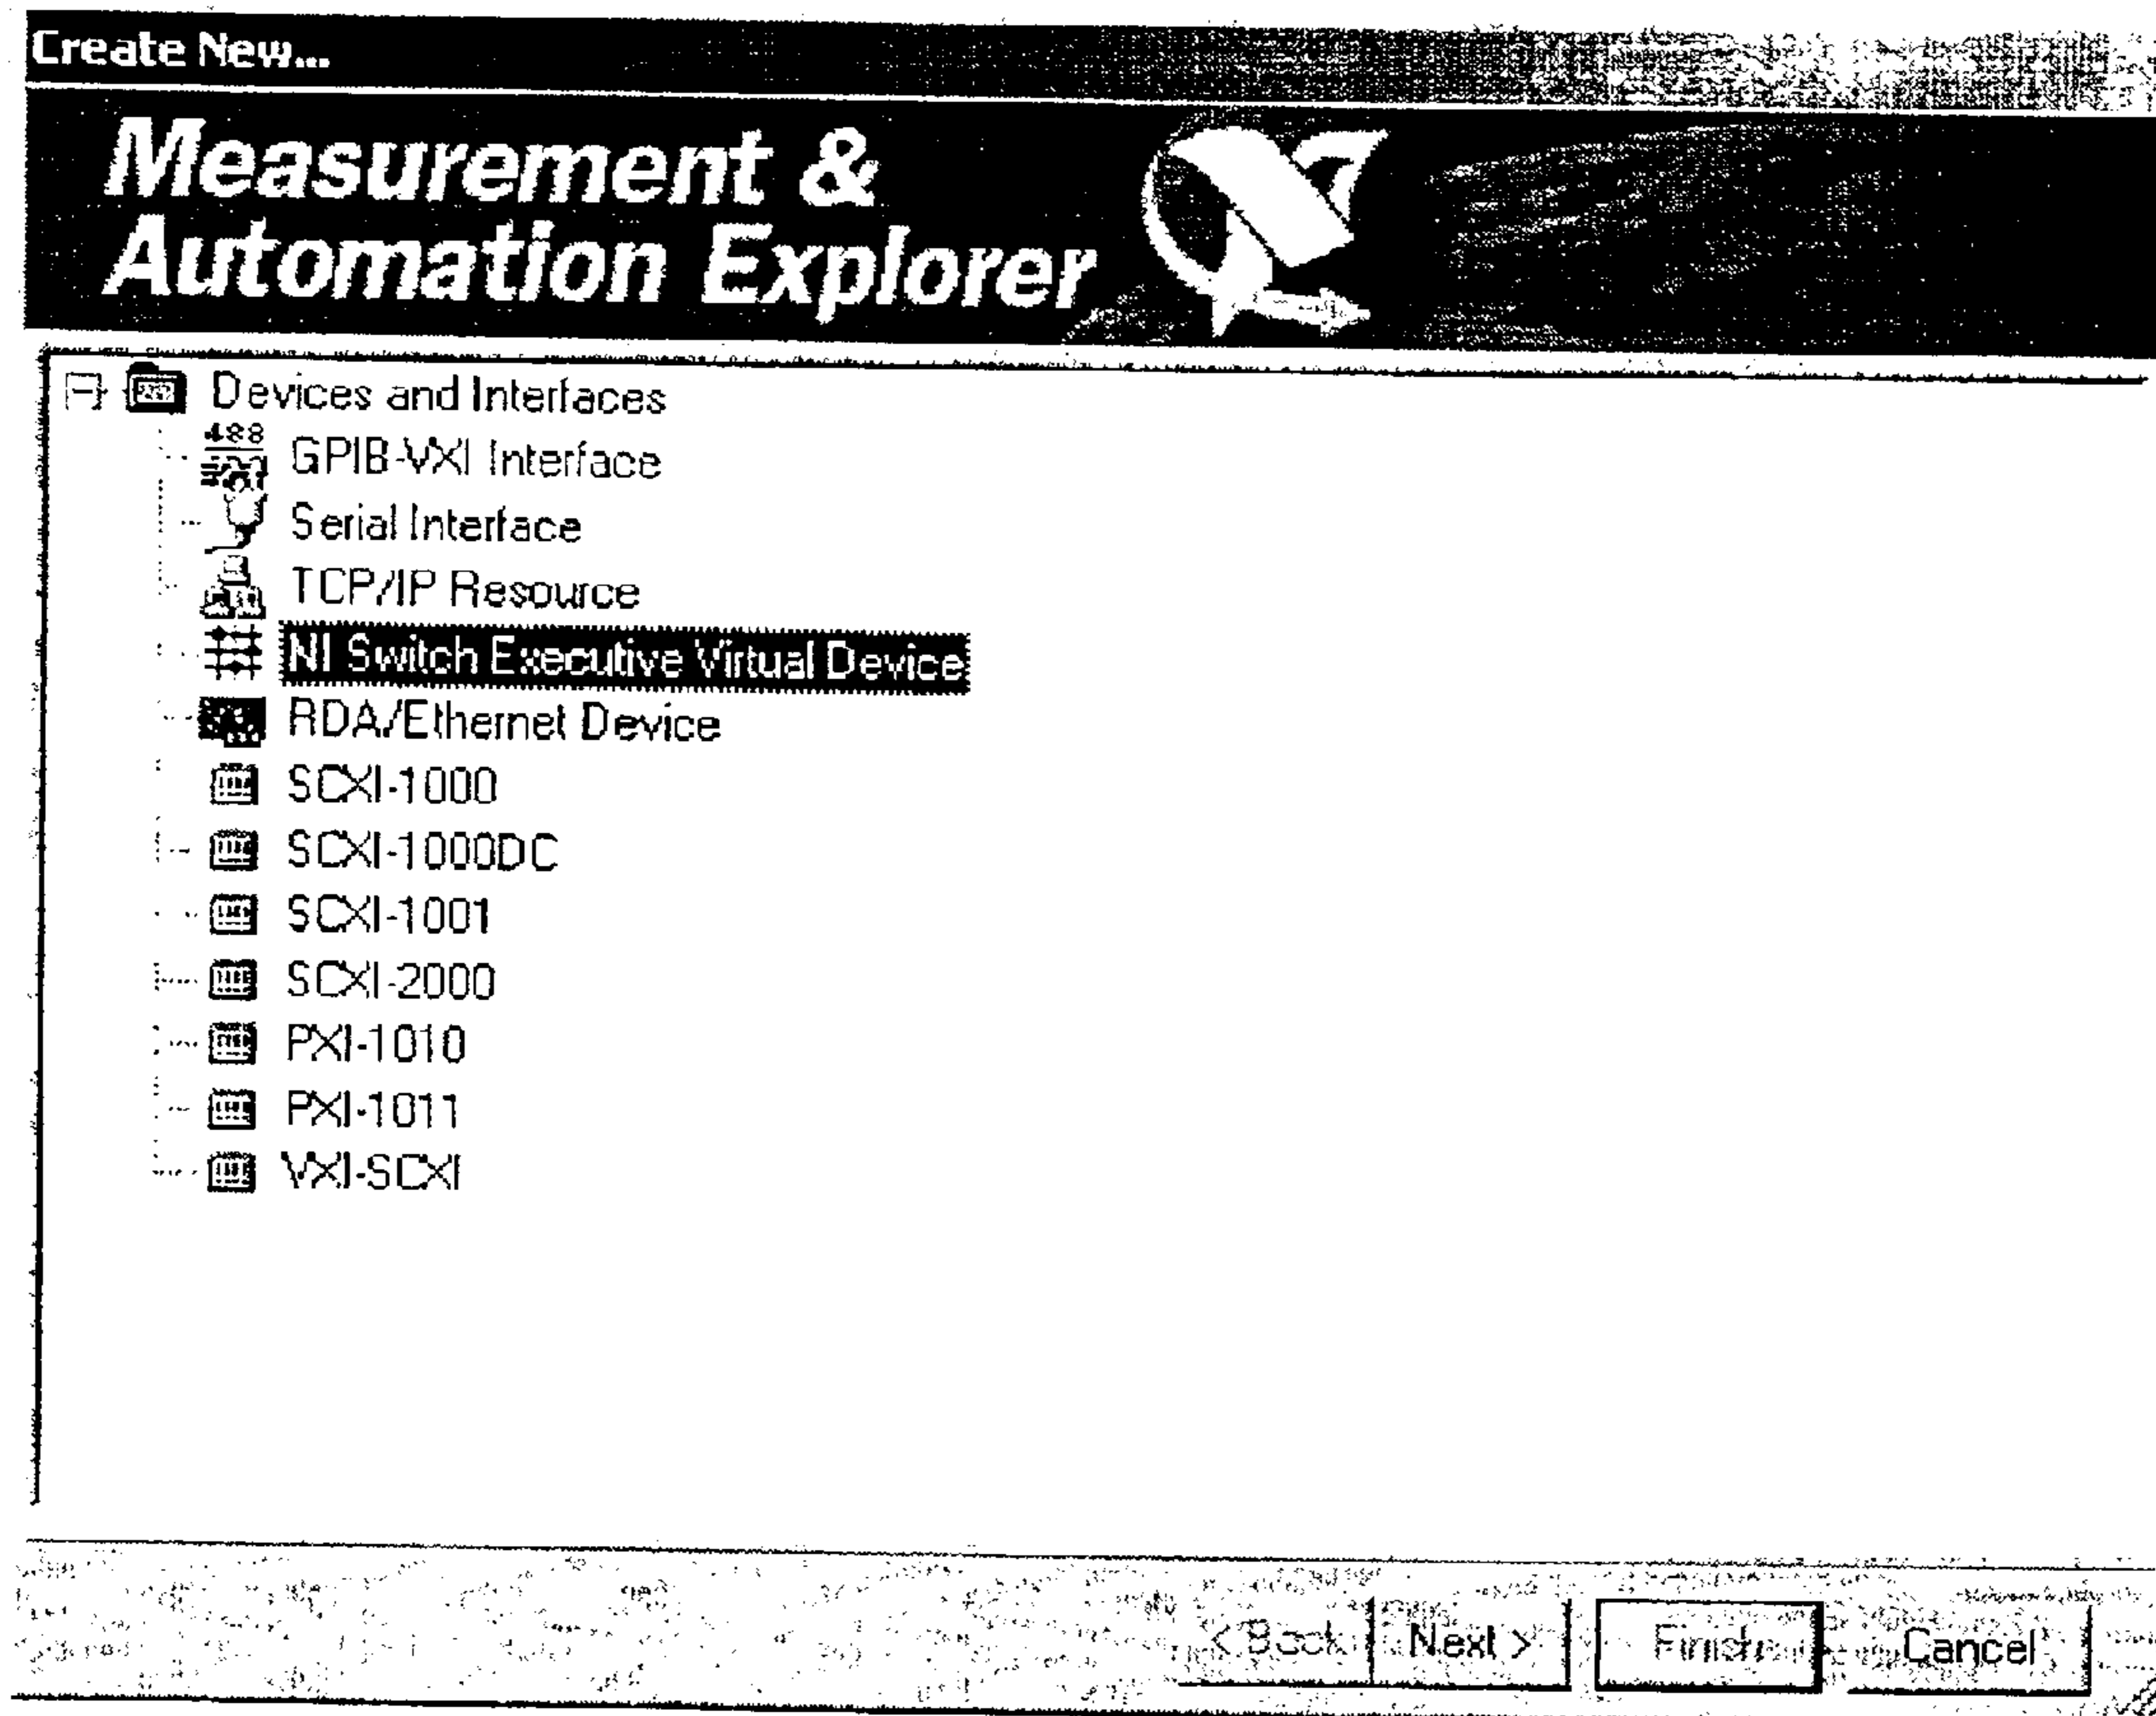 Create New...
Measurement &
Automation Explorer
Devices and Interfaces
488
GPIB-VXI Interface
Serial Interface
TCP/IP Resource
NI Switch Executive Virtual Device
RDA/Ethernet Device
SCXI-1000
SCXI-1000DC
SCXI-1001
SCXI-2000
PXI-1010
PXI-1011
VXI-SCXI
< Back Next > Finish Cancel